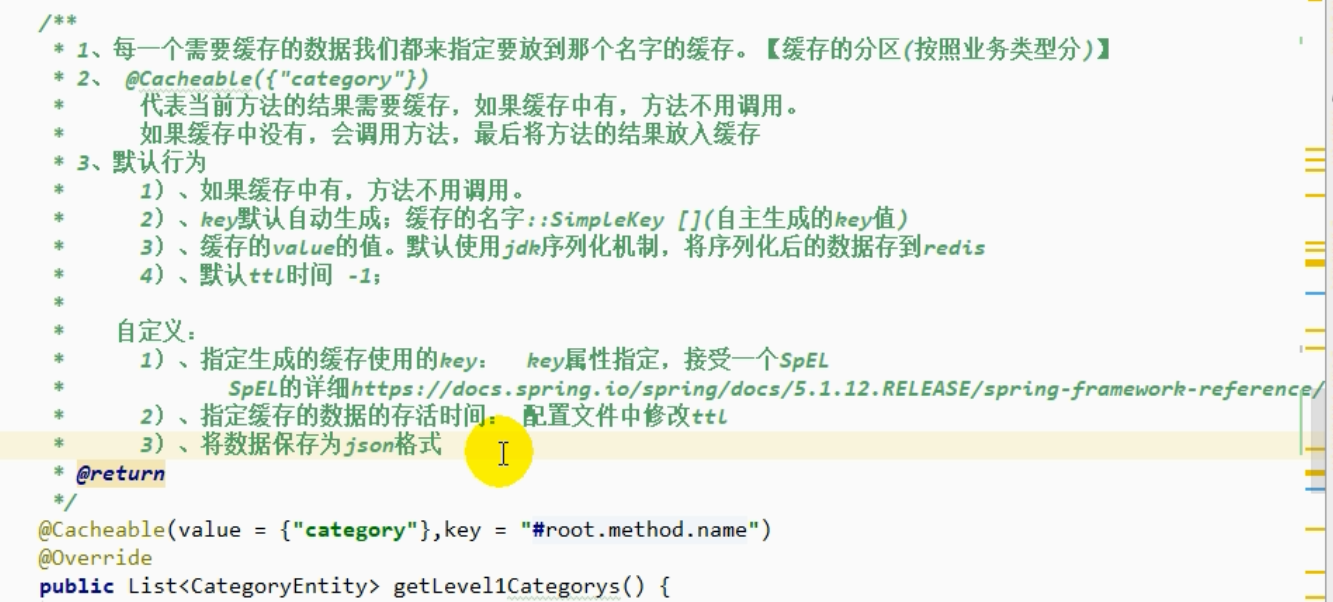 /**
* 1、每一个需要缓存的数据我们都来指定要放到那个名字的缓存。【缓存的分区(按照业务类型分)】
* 2、 @Cacheable({"category"})
* 代表当前方法的结果需要缓存，如果缓存中有，方法不用调用。
* 如果缓存中没有，会调用方法，最后将方法的结果放入缓存
* 3、默认行为
* 1）、如果缓存中有，方法不用调用。
* 2）、key默认自动生成；缓存的名字::SimpleKey [](自主生成的key值)
* 3）、缓存的value的值。默认使用jdk序列化机制，将序列化后的数据存到redis
* 4）、默认ttl时间 -1；
*
* 自定义：
* 1）、指定生成的缓存使用的key： key属性指定，接受一个SpEL
* SpEL的详细https://docs.spring.io/spring/docs/5.1.12.RELEASE/spring-framework-reference/
* 2）、指定缓存的数据的存活时间： 配置文件中修改ttl
* 3）、将数据保存为json格式
* @return
*/
@Cacheable(value = {"category"},key = "#root.method.name")
@Override
public List<CategoryEntity> getLevel1Categorys() {